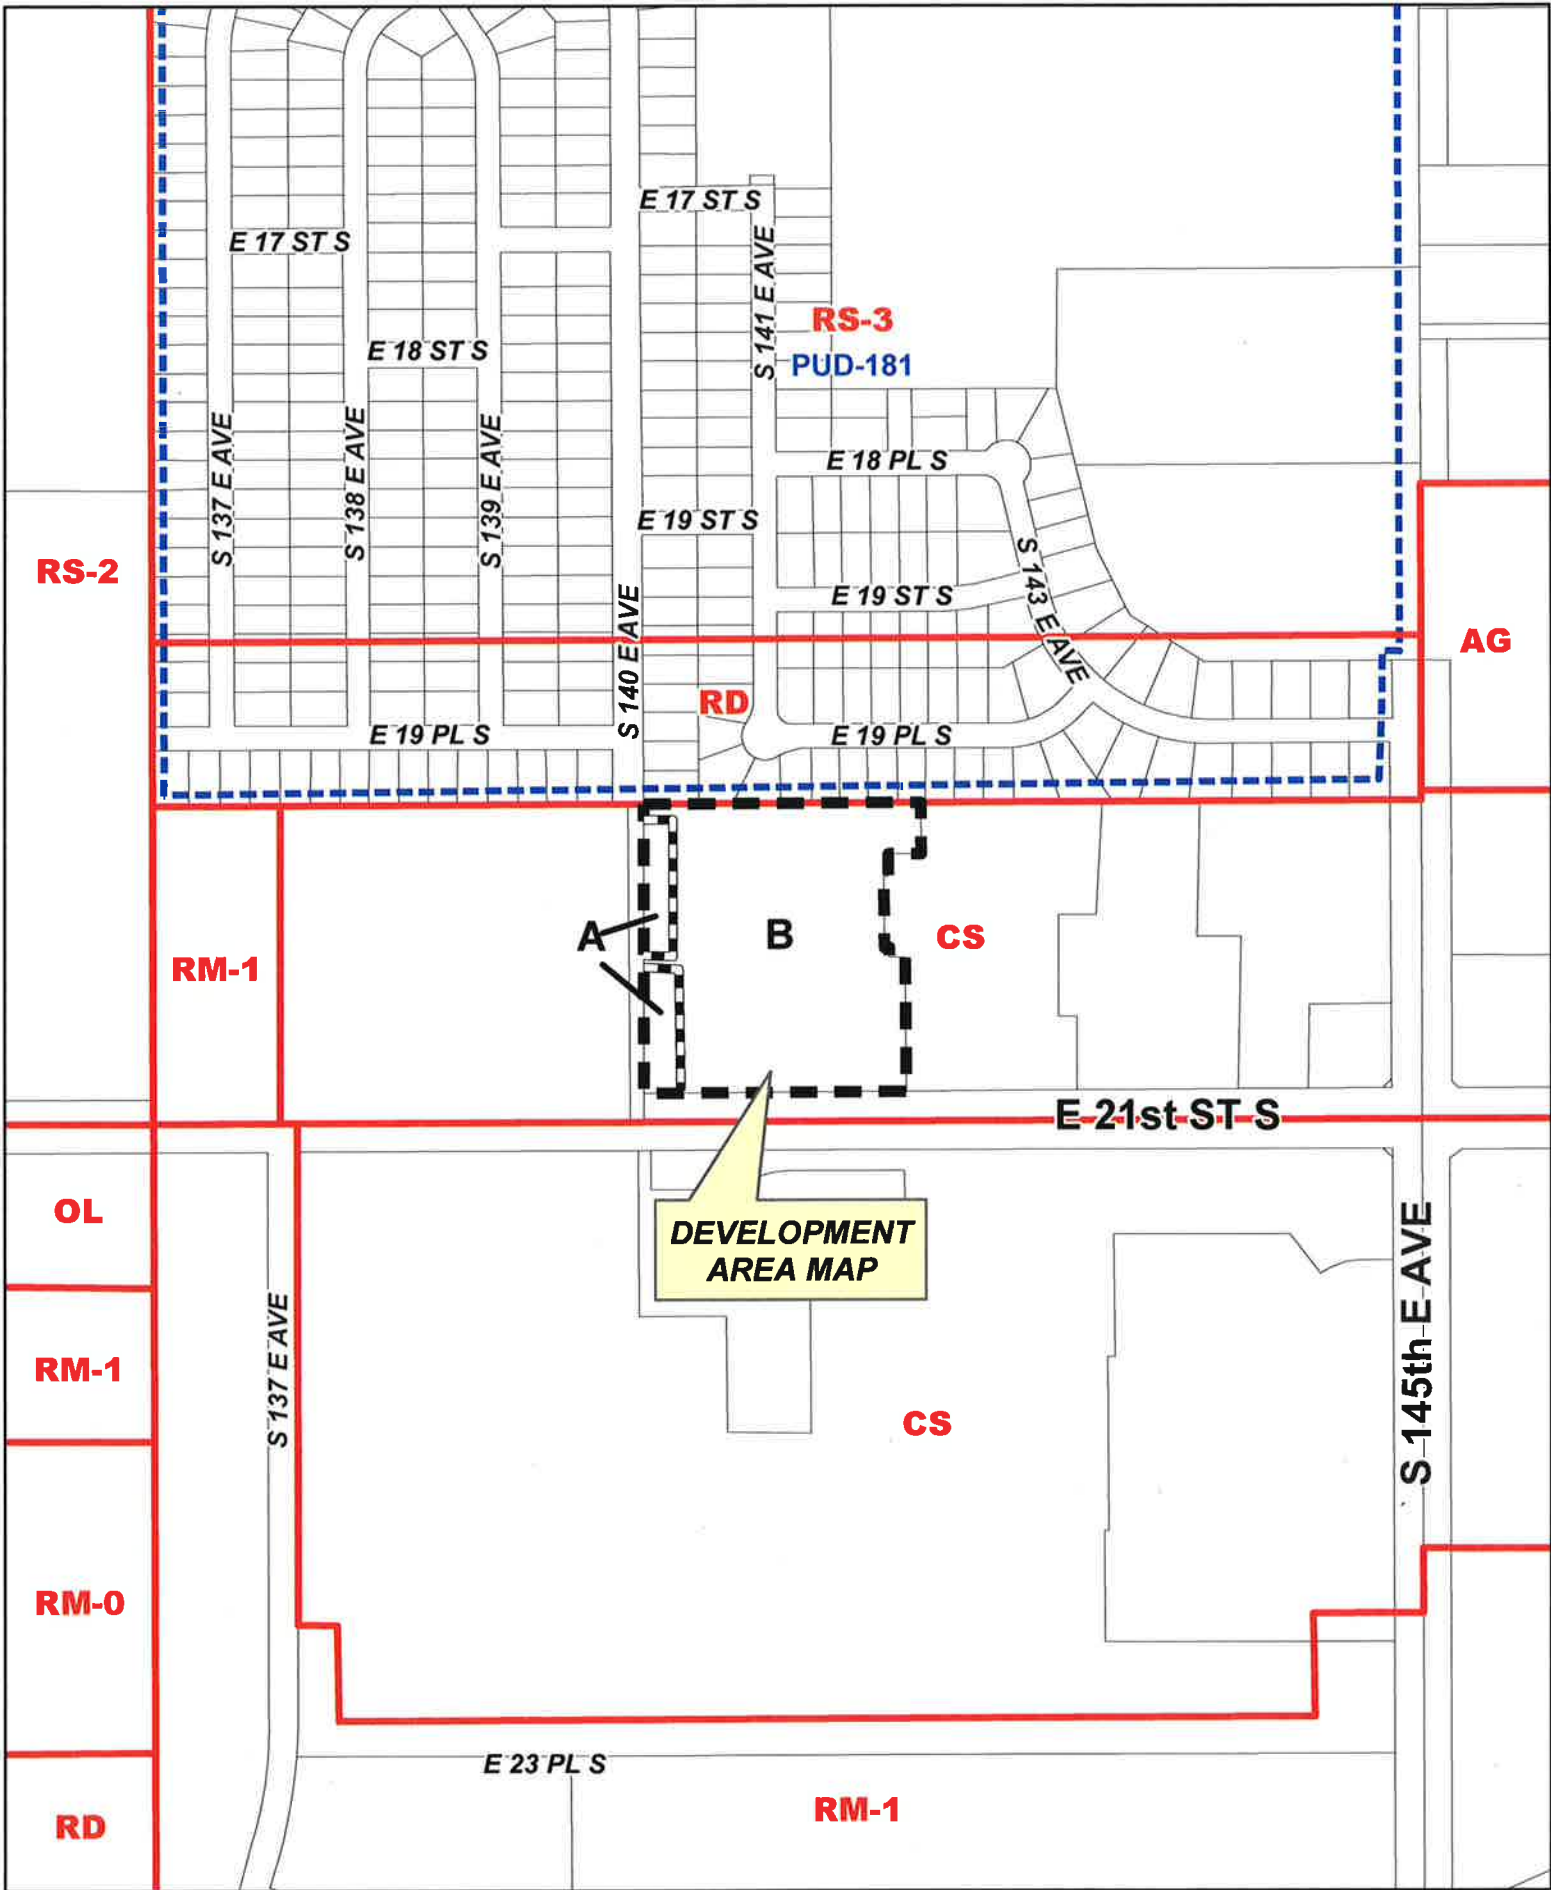 E 17 ST S
E 17 ST S
S 141 E AVE
RS-3
PUD-181
E 18 ST S
S 137 E AVE
S 138 E AVE
S 139 E AVE
E 18 PL S
E 19 ST S
RS-2
S 143 E AVE
E 19 ST S
S 140 E AVE
AG
RD
E 19 PL S
E 19 PL S
A
B
CS
RM-1
E 21st ST S
OL
DEVELOPMENT
AREA MAP
S 145th E AVE
S 137 E AVE
RM-1
CS
RM-0
E 23 PL S
RM-1
RD